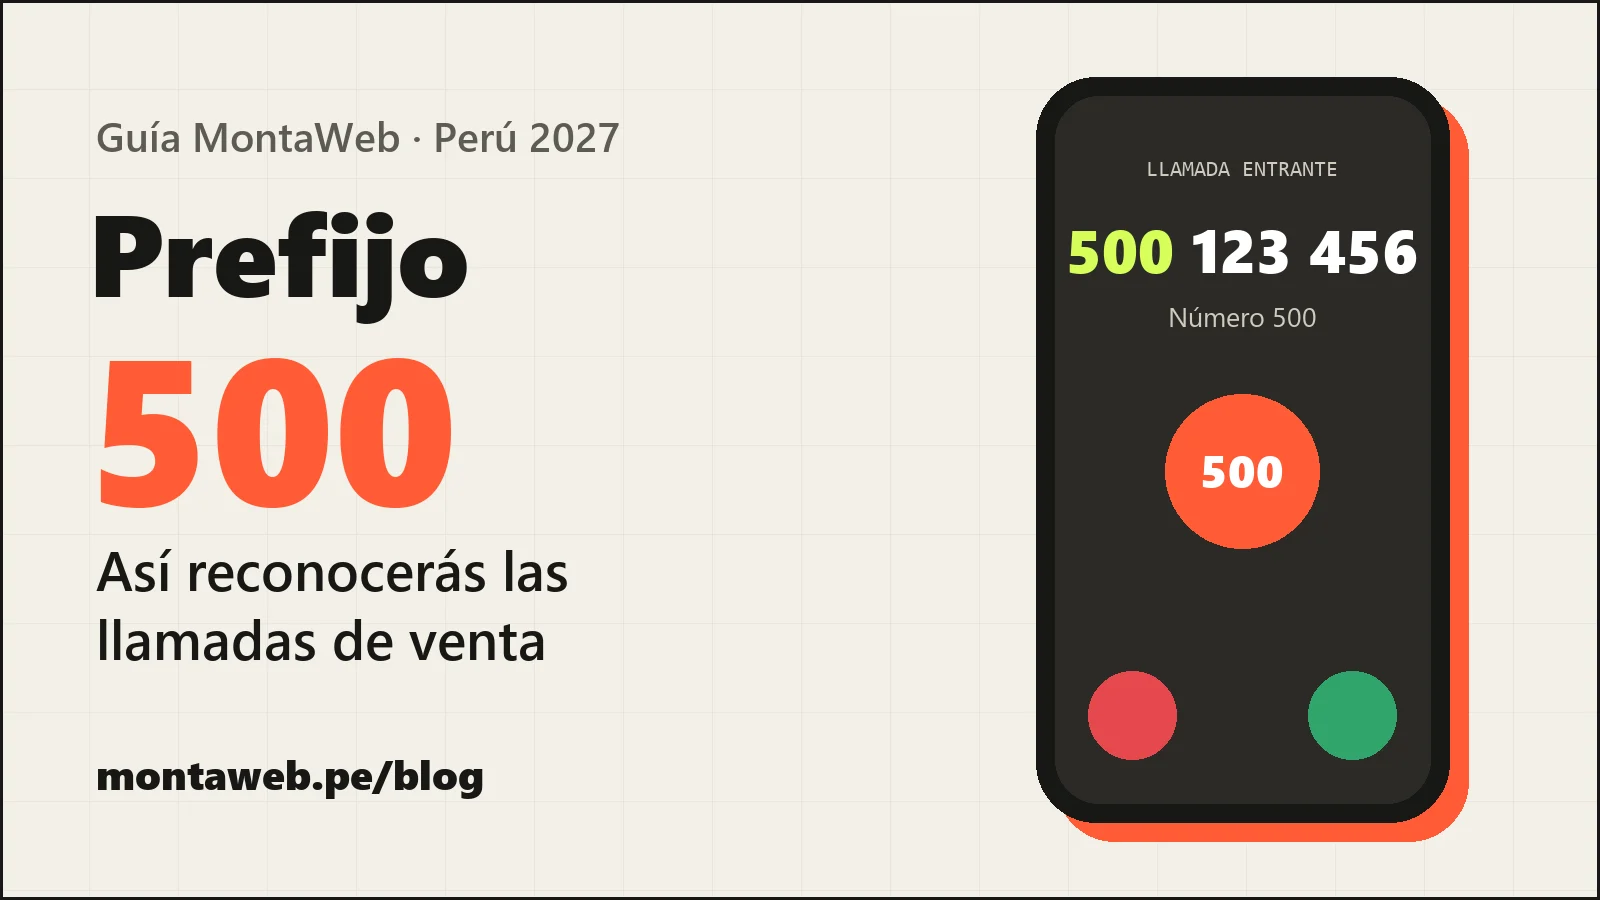 Guía MontaWeb · Perú 2027
Prefijo
500
Así reconocerás las
llamadas de venta
montaweb.pe/blog
LLAMADA ENTRANTE
500 123 456
Número 500
500